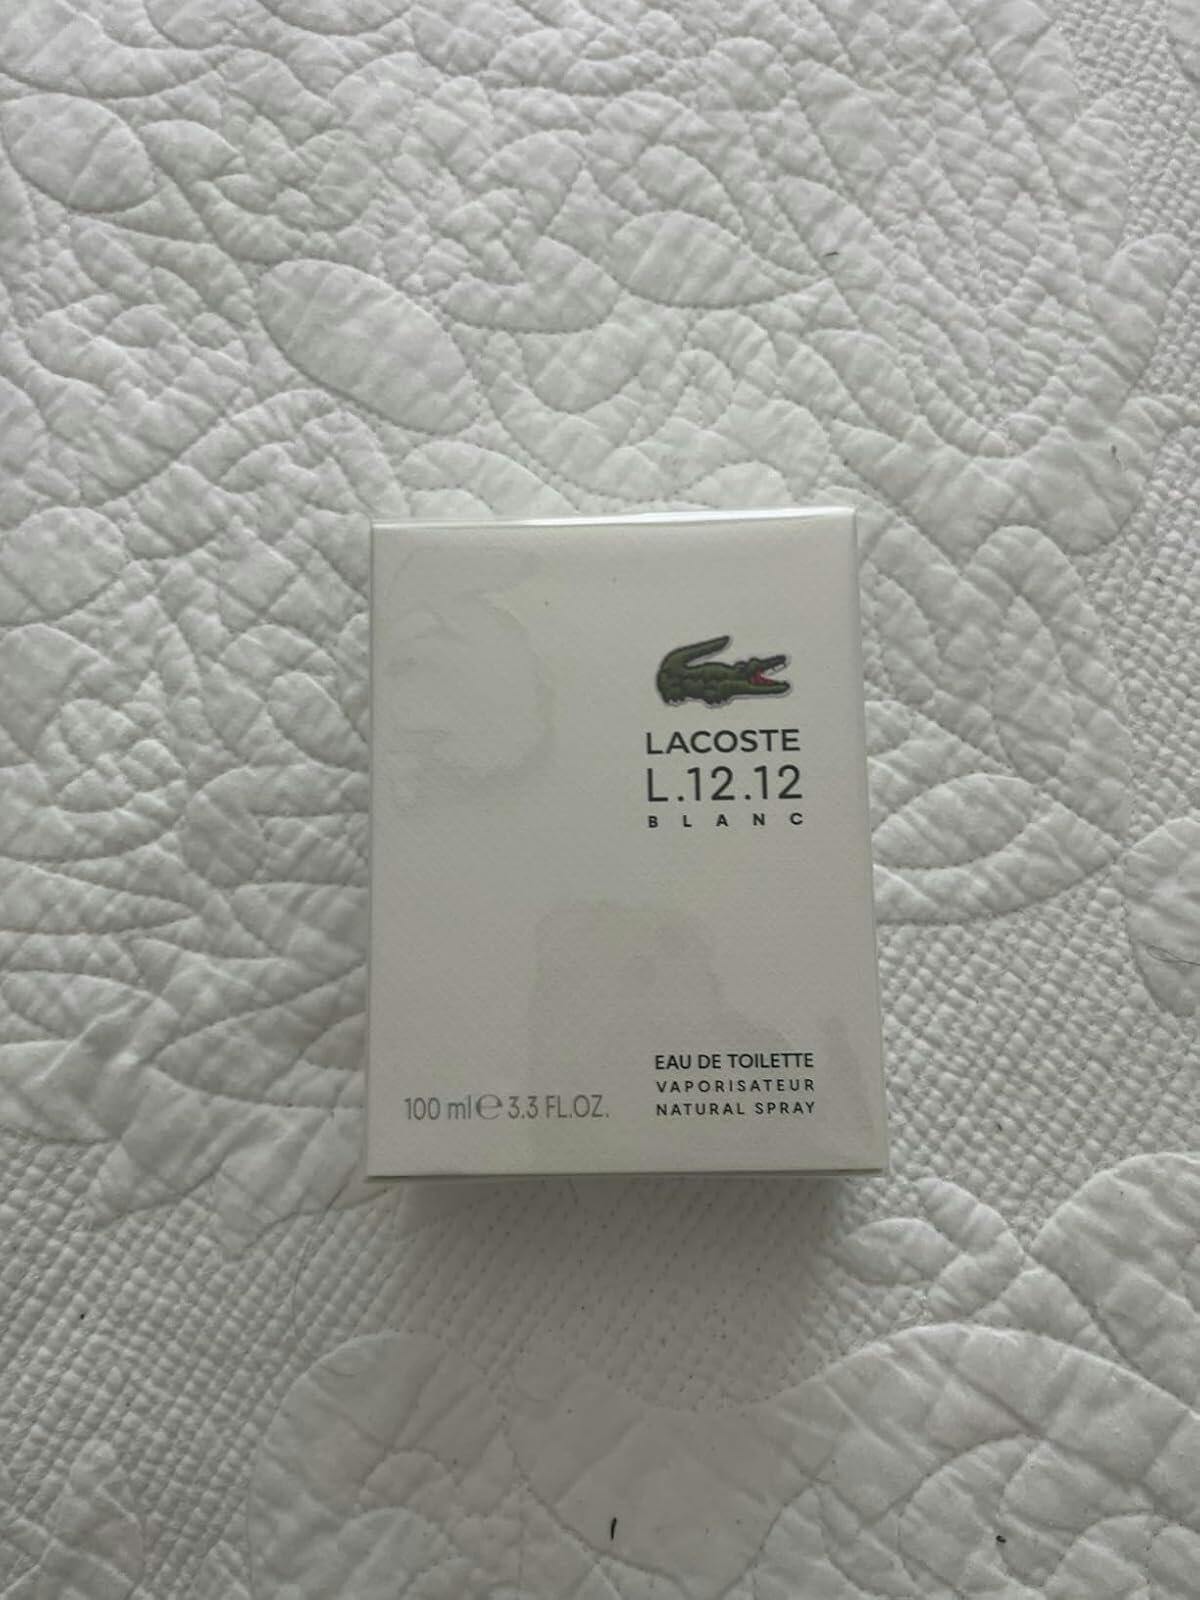 LACOSTE
L.12.12
BLANC
EAU DE TOILETTE
VAPORISATEUR
NATURAL SPRAY
100 ml ℮ 3.3 FL.OZ.